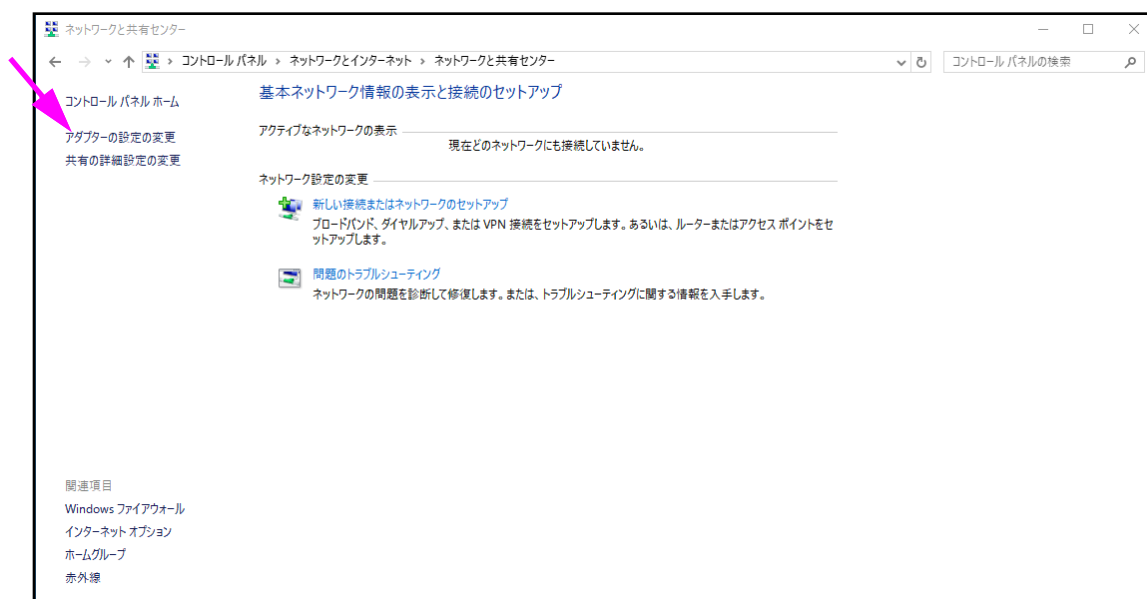 ネットワークと共有センター
コントロール パネル › ネットワークとインターネット › ネットワークと共有センター
コントロール パネルの検索
コントロール パネル ホーム
アダプターの設定の変更
共有の詳細設定の変更
基本ネットワーク情報の表示と接続のセットアップ
アクティブなネットワークの表示
現在どのネットワークにも接続していません。
ネットワーク設定の変更
新しい接続またはネットワークのセットアップ
ブロードバンド、ダイヤルアップ、または VPN 接続をセットアップします。あるいは、ルーターまたはアクセス ポイントをセ
ットアップします。
問題のトラブルシューティング
ネットワークの問題を診断して修復します。または、トラブルシューティングに関する情報を入手します。
関連項目
Windows ファイアウォール
インターネット オプション
ホームグループ
赤外線